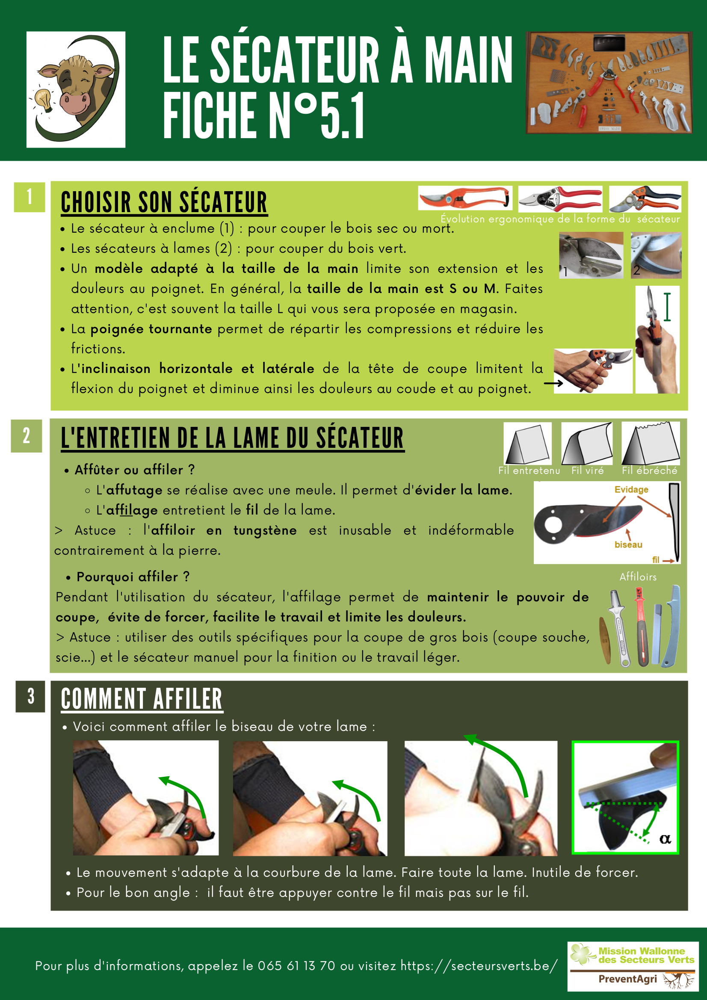 LE SÉCATEUR À MAIN
FICHE N°5.1
SWISS MADE
1
CHOISIR SON SÉCATEUR
Évolution ergonomique de la forme du sécateur
• Le sécateur à enclume (1) : pour couper le bois sec ou mort.
• Les sécateurs à lames (2) : pour couper du bois vert.
• Un modèle adapté à la taille de la main limite son extension et les
douleurs au poignet. En général, la taille de la main est S ou M. Faites
attention, c'est souvent la taille L qui vous sera proposée en magasin.
• La poignée tournante permet de répartir les compressions et réduire les
frictions.
• L'inclinaison horizontale et latérale de la tête de coupe limitent la
flexion du poignet et diminue ainsi les douleurs au coude et au poignet.
1
2
2
L'ENTRETIEN DE LA LAME DU SÉCATEUR
Fil entretenu
Fil viré
Fil ébréché
• Affûter ou affiler ?
◦ L'affutage se réalise avec une meule. Il permet d'évider la lame.
◦ L'affilage entretient le fil de la lame.
> Astuce : l'affiloir en tungstène est inusable et indéformable
contrairement à la pierre.
Evidage
biseau
fil
• Pourquoi affiler ?
Pendant l'utilisation du sécateur, l'affilage permet de maintenir le pouvoir de
coupe, évite de forcer, facilite le travail et limite les douleurs.
> Astuce : utiliser des outils spécifiques pour la coupe de gros bois (coupe souche,
scie...) et le sécateur manuel pour la finition ou le travail léger.
Affiloirs
3
COMMENT AFFILER
• Voici comment affiler le biseau de votre lame :
α
• Le mouvement s'adapte à la courbure de la lame. Faire toute la lame. Inutile de forcer.
• Pour le bon angle : il faut être appuyer contre le fil mais pas sur le fil.
Pour plus d'informations, appelez le 065 61 13 70 ou visitez https://secteursverts.be/
Mission Wallonne
des Secteurs Verts
PreventAgri